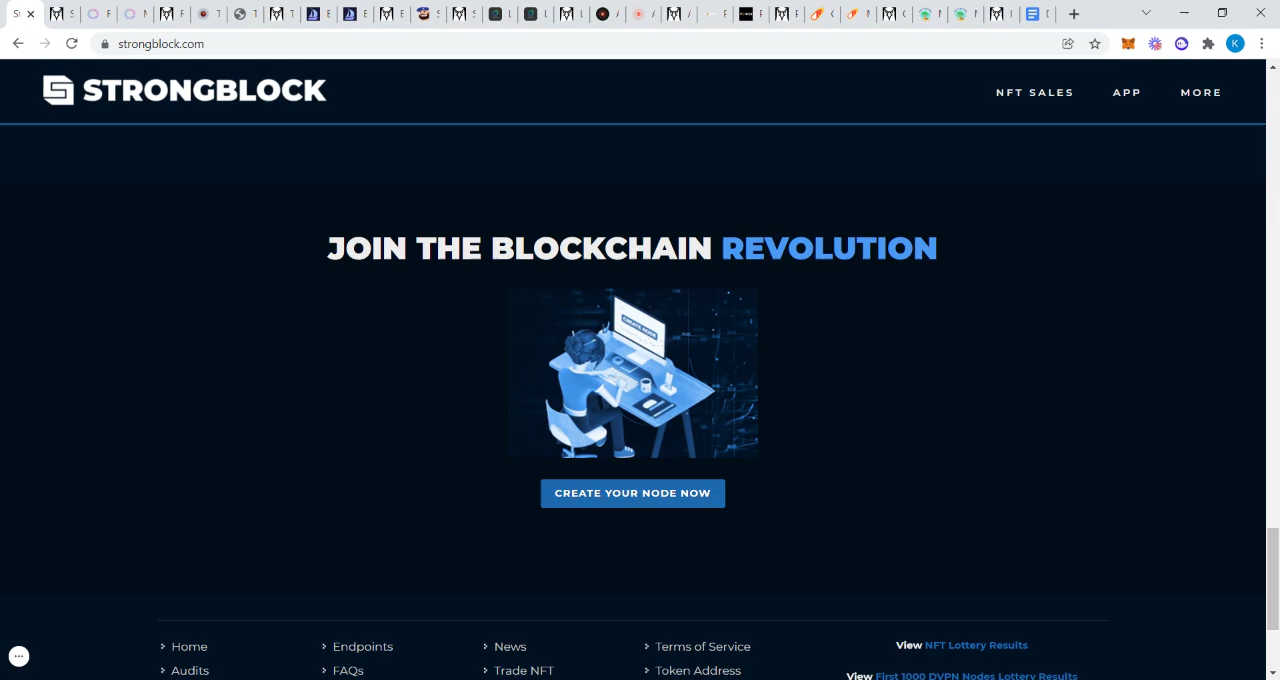 strongblock.com
K
STRONGBLOCK
NFT SALES APP MORE
JOIN THE BLOCKCHAIN REVOLUTION
CREATE NODE
CREATE YOUR NODE NOW
Home Endpoints News Terms of Service View NFT Lottery Results
Audits FAQs Trade NFT Token Address View First 1000 DVPN Nodes Lottery Results